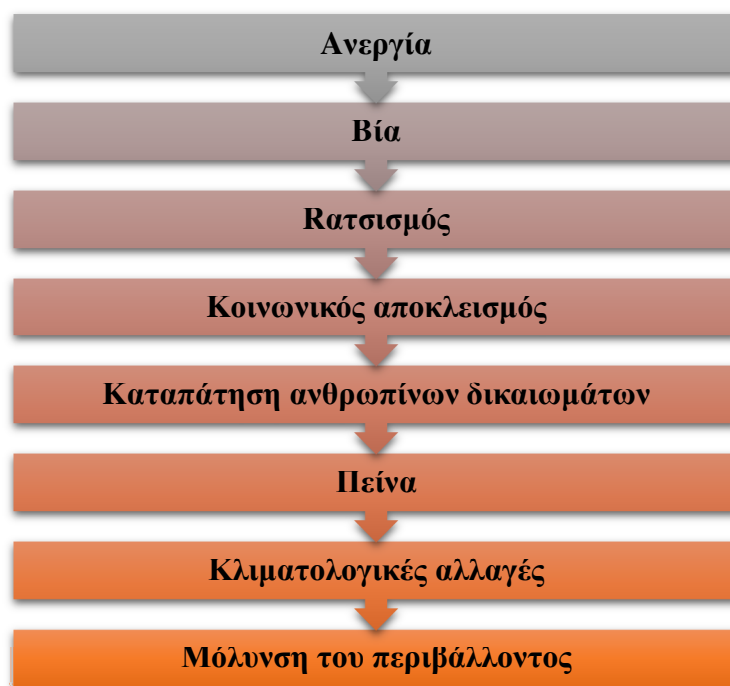 Ανεργία
Βία
Rατσισμός
Κοινωνικός αποκλεισμός
Καταπάτηση ανθρωπίνων δικαιωμάτων
Πείνα
Κλιματολογικές αλλαγές
Μόλυνση του περιβάλλοντος